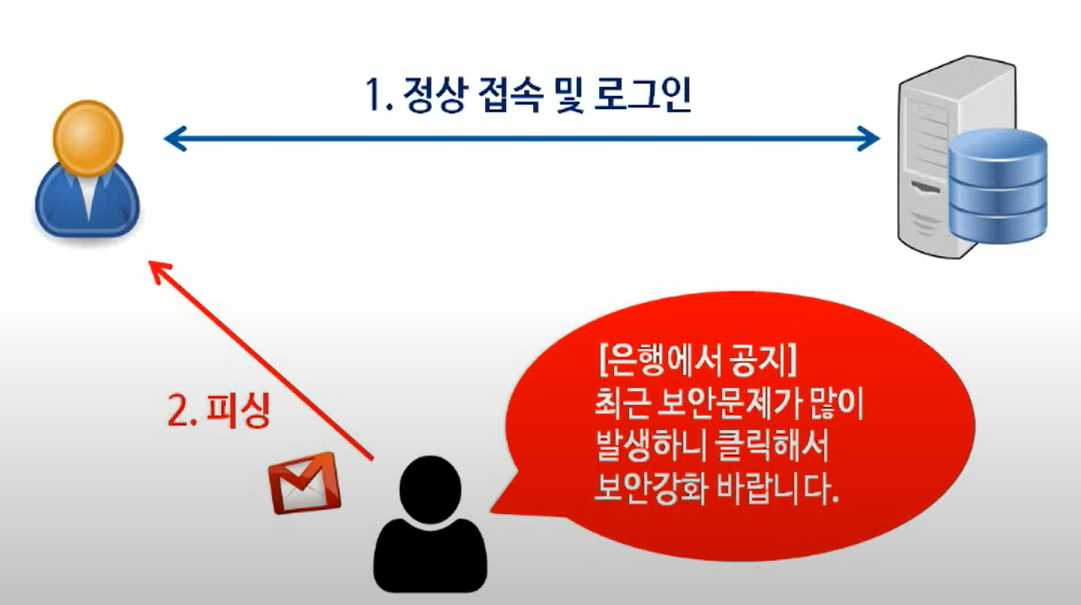 1. 정상 접속 및 로그인
2. 피싱
[은행에서 공지]
최근 보안문제가 많이
발생하니 클릭해서
보안강화 바랍니다.